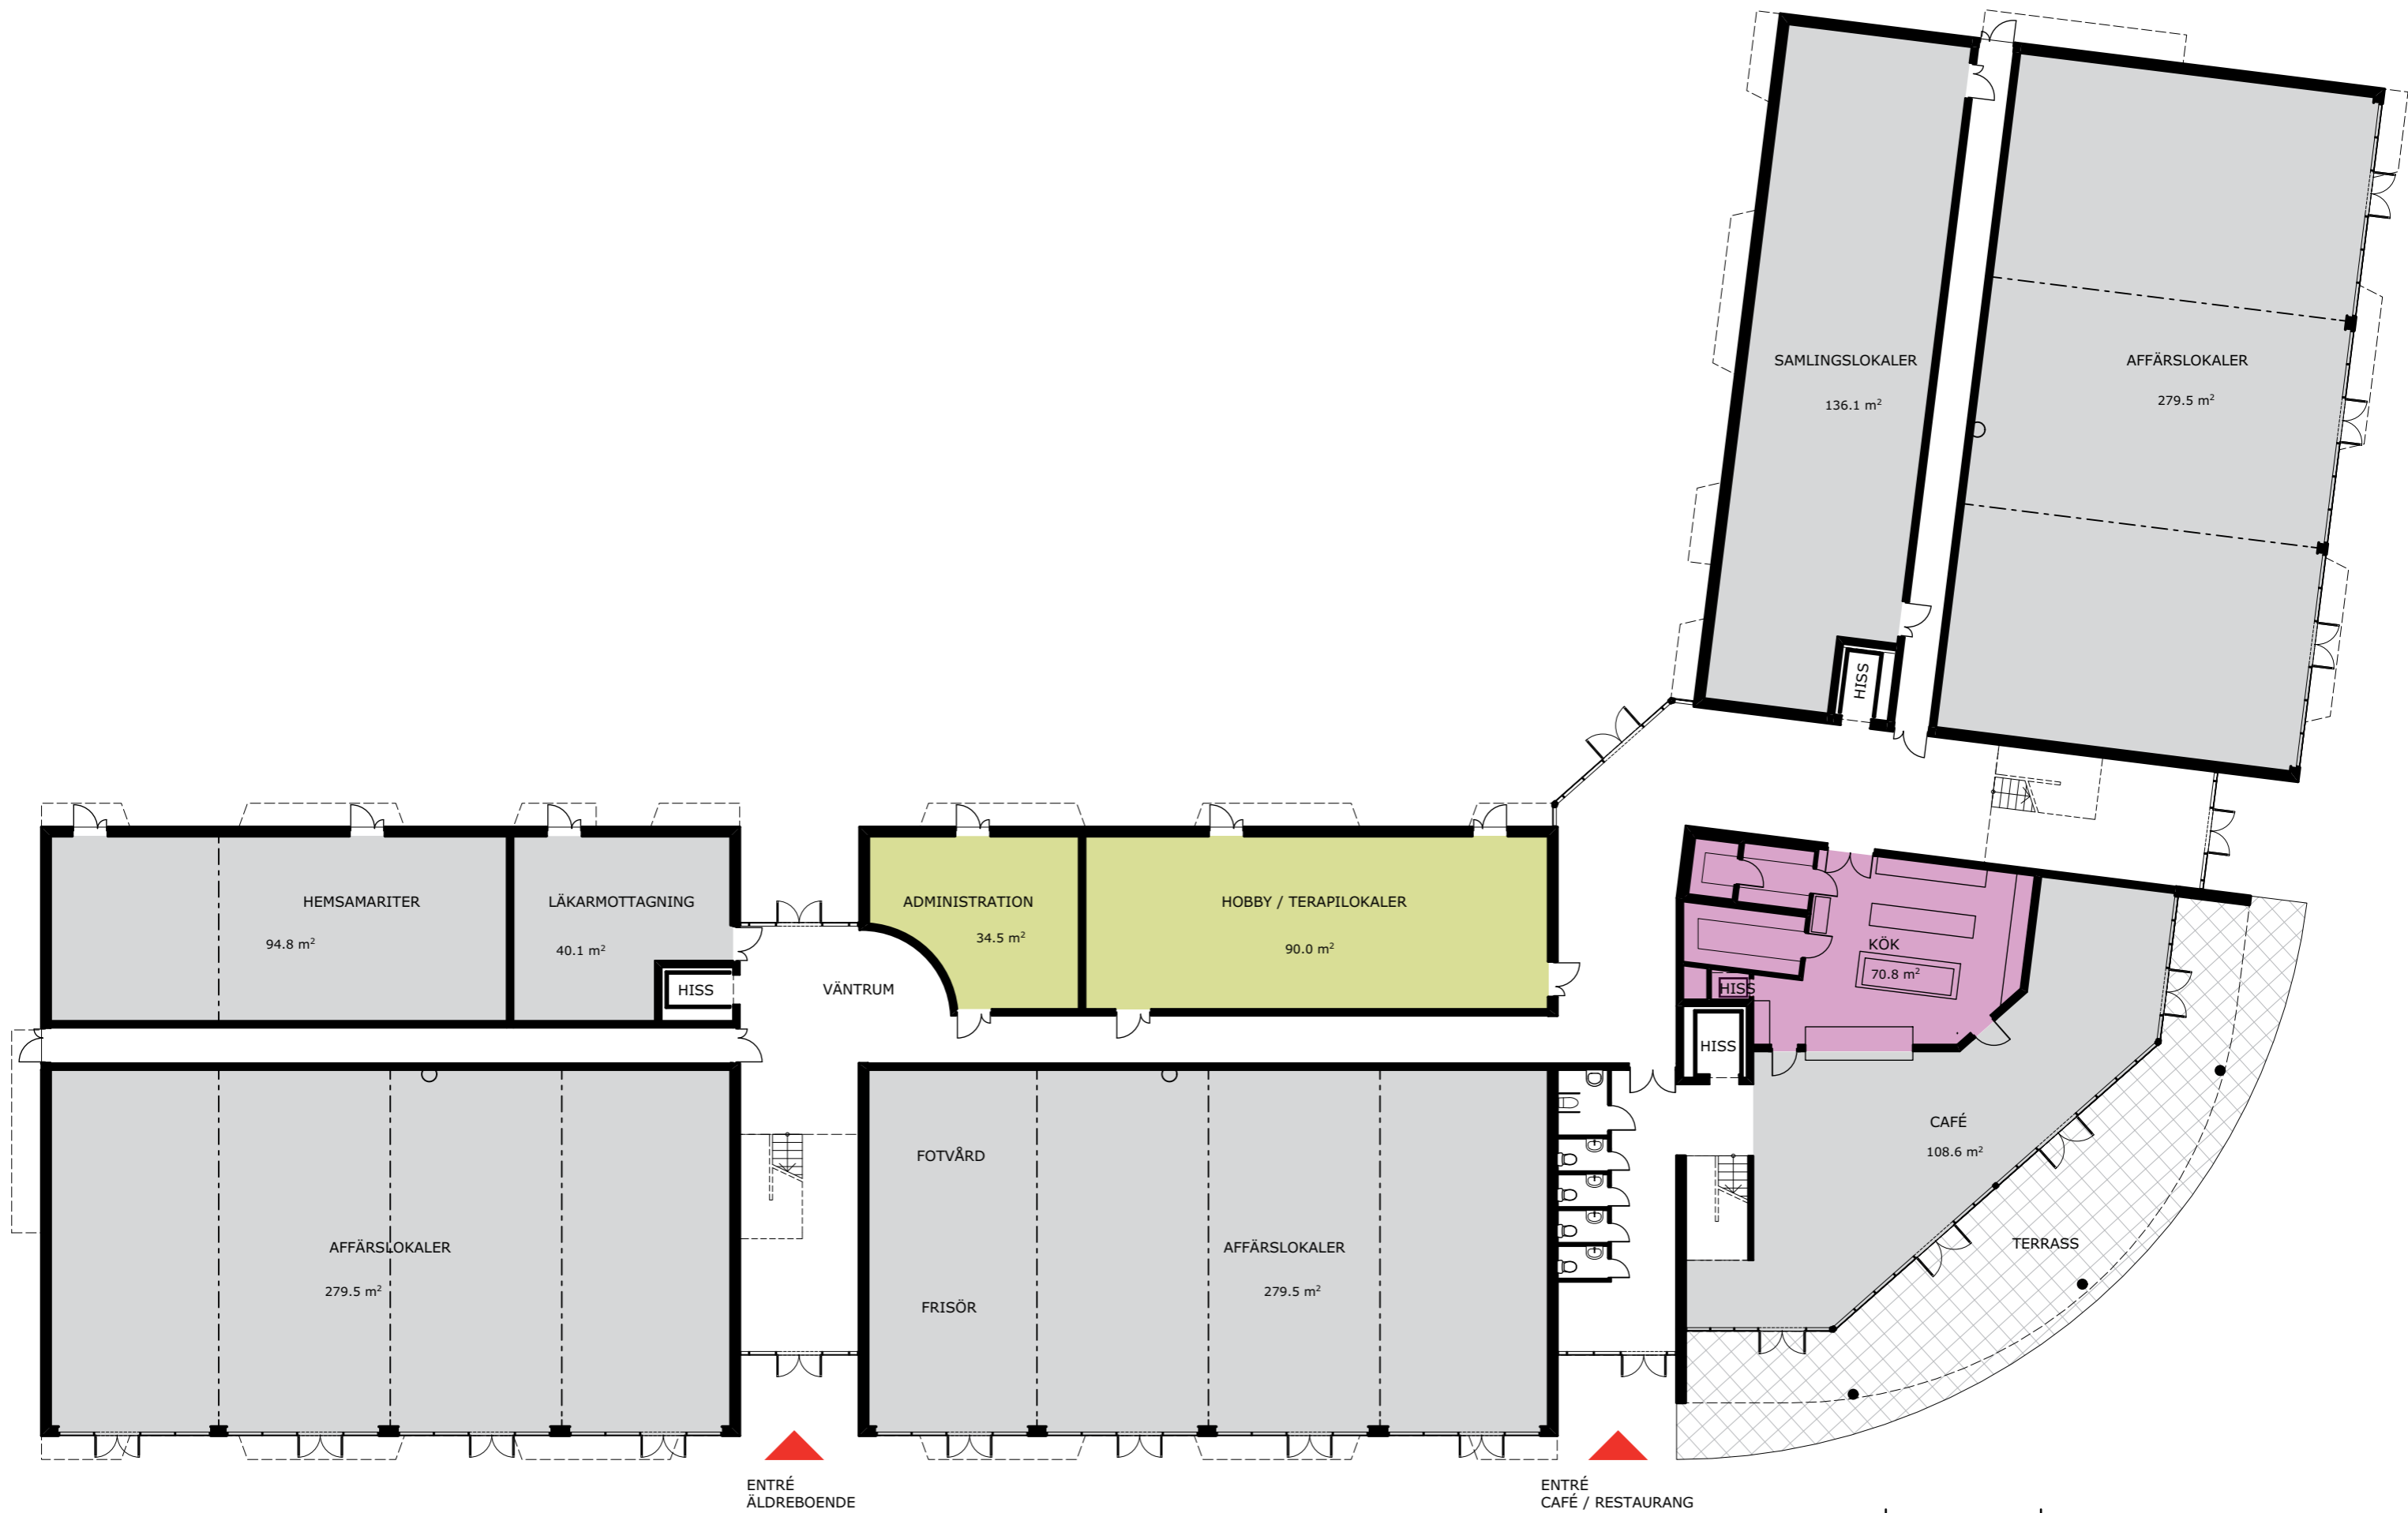 SAMLINGSLOKALER
136.1 m²
AFFÄRSLOKALER
279.5 m²
HISS
HEMSAMARITER
94.8 m²
LÄKARMOTTAGNING
40.1 m²
HISS
VÄNTRUM
ADMINISTRATION
34.5 m²
HOBBY / TERAPILOKALER
90.0 m²
KÖK
70.8 m²
HISS
HISS
CAFÉ
108.6 m²
TERRASS
AFFÄRSLOKALER
279.5 m²
FOTVÅRD
FRISÖR
AFFÄRSLOKALER
279.5 m²
ENTRÉ
ÄLDREBOENDE
ENTRÉ
CAFÉ / RESTAURANG